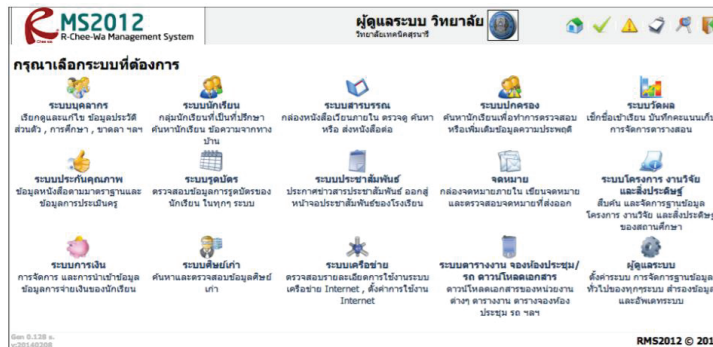 RMS2012
R-Chee-Wa Management System
ผู้ดูแลระบบ วิทยาลัย
วิทยาลัยเทคนิคสุรนารี
กรุณาเลือกระบบที่ต้องการ
ระบบบุคลากร
เรียกดูและแก้ไข ข้อมูลประวัติ
ส่วนตัว , การศึกษา , ขาดลา ฯลฯ
ระบบนักเรียน
กลุ่มนักเรียนที่เป็นที่ปรึกษา
ค้นหานักเรียน ข้อความจากทาง
บ้าน
ระบบสารบรรณ
กล่องหนังสือเวียนภายใน ตรวจดู ค้นหา
หรือ ส่งหนังสือต่อ
ระบบปกครอง
ค้นหานักเรียนเพื่อทำการตรวจสอบ
หรือเพิ่มเติมข้อมูลความประพฤติ
ระบบวัดผล
เช็กชื่อเข้าเรียน บันทึกคะแนนเก็บ
การจัดการตารางสอน
ระบบประกันคุณภาพ
ข้อมูลหนังสือตามมาตราฐานและ
ข้อมูลการประเมินครู
ระบบรูดบัตร
ตรวจสอบข้อมูลการรูดบัตรของ
นักเรียน ในทุกๆ ระบบ
ระบบประชาสัมพันธ์
ประกาศข่าวสารประชาสัมพันธ์ ออกสู่
หน้าจอประชาสัมพันธ์ของโรงเรียน
จดหมาย
กล่องจดหมายภายใน เขียนจดหมาย
และตรวจสอบจดหมายที่ส่งออก
ระบบโครงการ งานวิจัย
และสิ่งประดิษฐ์
สืบค้น และจัดการฐานข้อมูล
โครงการ งานวิจัย และสิ่งประดิษฐ
ของสถานศึกษา
ระบบการเงิน
การจัดการ และการนำเข้าข้อมูล
ข้อมูลการจ่ายเงินของนักเรียน
ระบบศิษย์เก่า
ค้นหาและตรวจสอบข้อมูลศิษย์
เก่า
ระบบเครือข่าย
ตรวจสอบรายละเอียดการใช้งานระบบ
เครือข่าย Internet , ตั้งค่าการใช้งาน
Internet
ระบบตารางงาน จองห้องประชุม/
รถ ดาวน์โหลดเอกสาร
ดาวน์โหลดเอกสารของหน่วยงาน
ต่างๆ ตารางงาน ตารางจองห้อง
ประชุม รถ ฯลฯ
ผู้ดูแลระบบ
ตั้งค่าระบบ การจัดการฐานข้อมูล
ทั่วไปของทุกๆระบบ สำรองข้อมูล
และอัพเดทระบบ
Gen 0.128 s.
v:20140208
RMS2012 © 201